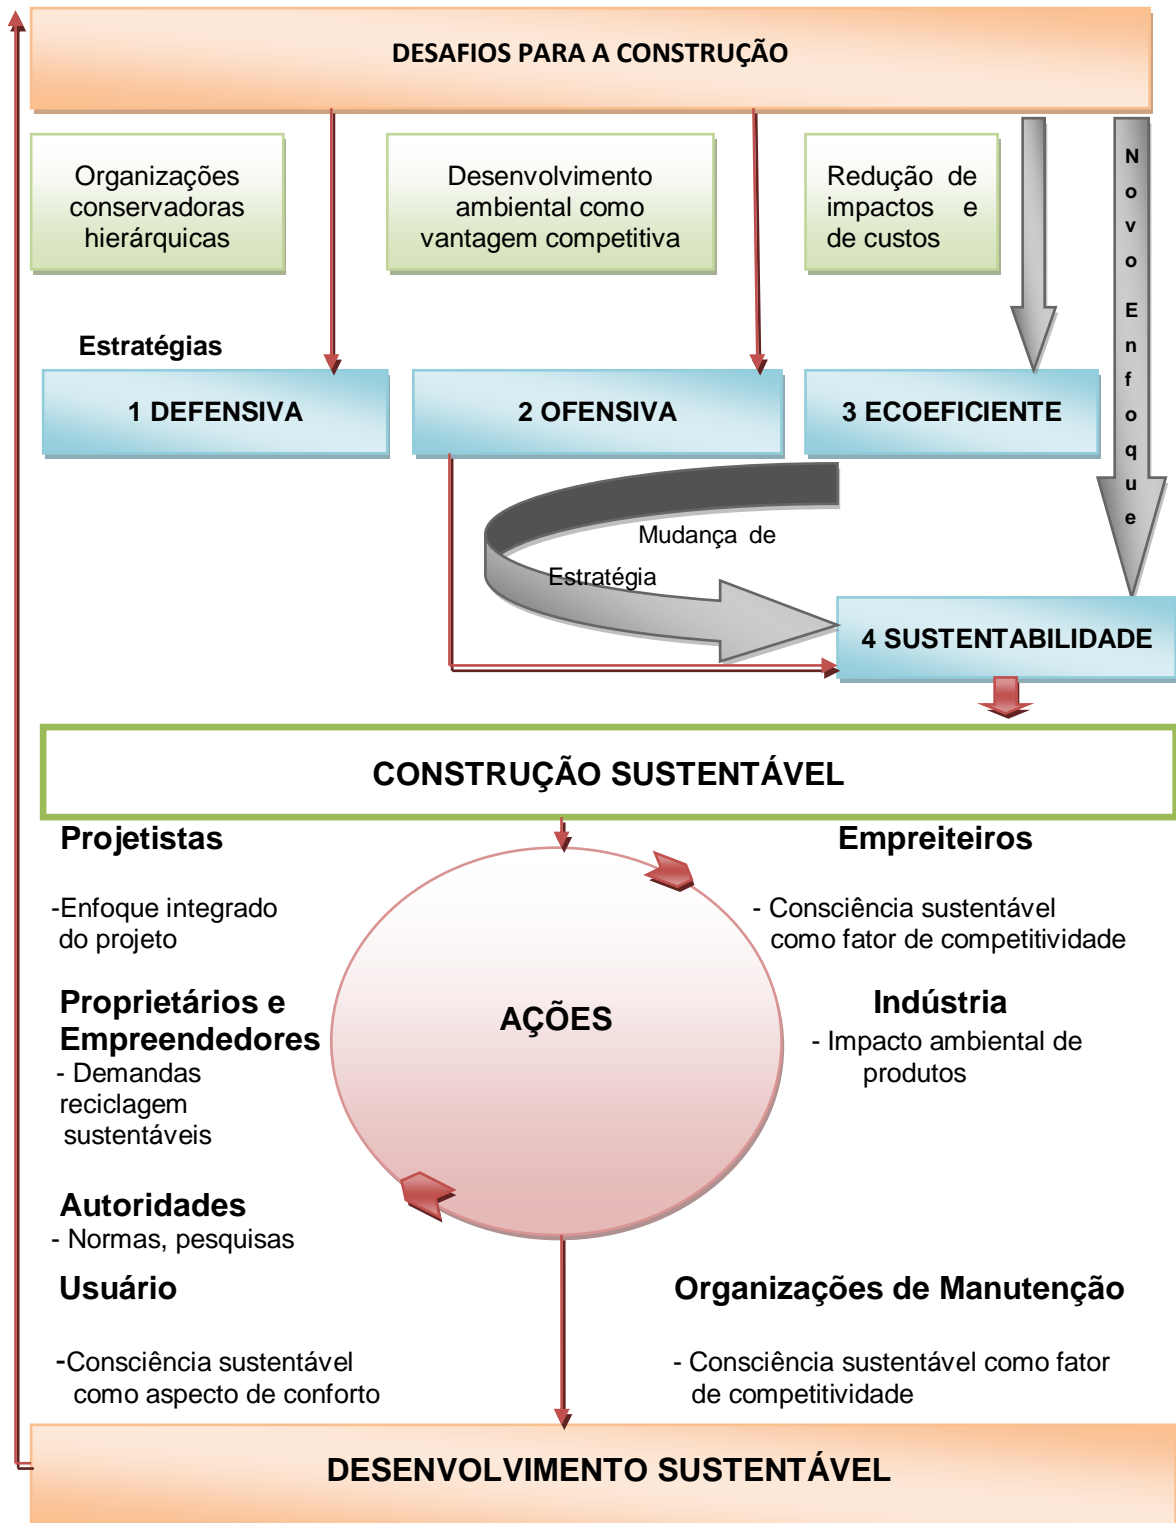 DESAFIOS PARA A CONSTRUÇÃO
Organizações
conservadoras
hierárquicas
Desenvolvimento
ambiental como
vantagem competitiva
Redução de
impactos e
de custos
Novo Enfoque
Estratégias
1 DEFENSIVA
2 OFENSIVA
3 ECOEFICIENTE
Mudança de
Estratégia
4 SUSTENTABILIDADE
CONSTRUÇÃO SUSTENTÁVEL
Projetistas
-Enfoque integrado
do projeto
Empreiteiros
- Consciência sustentável
como fator de competitividade
AÇÕES
Proprietários e
Empreendedores
- Demandas
reciclagem
sustentáveis
Indústria
- Impacto ambiental de
produtos
Autoridades
- Normas, pesquisas
Usuário
-Consciência sustentável
como aspecto de conforto
Organizações de Manutenção
- Consciência sustentável como fator
de competitividade
DESENVOLVIMENTO SUSTENTÁVEL